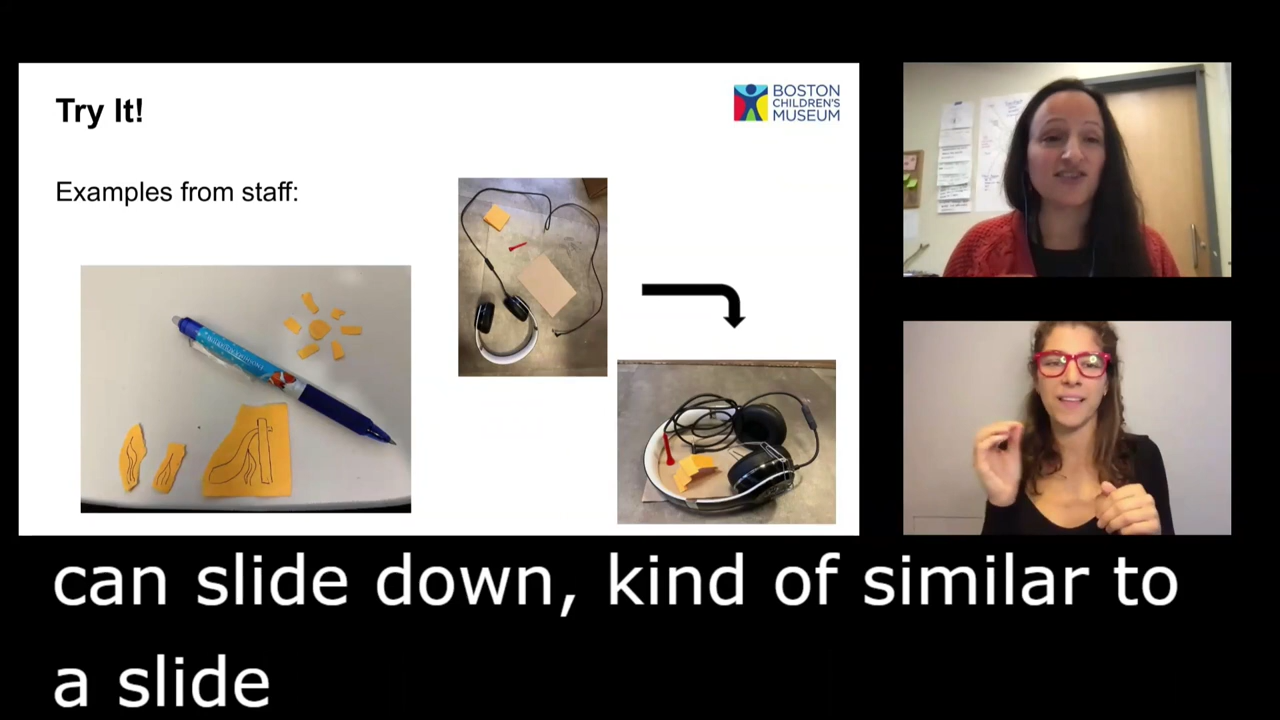 Try It!
BOSTON
CHILDREN'S
MUSEUM
Examples from staff:
can slide down, kind of similar to
a slide